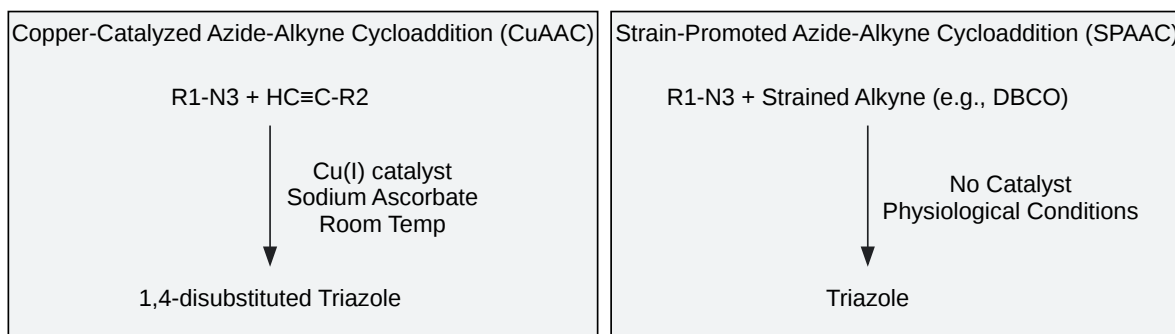 Copper-Catalyzed Azide-Alkyne Cycloaddition (CuAAC)
R1-N3 + HC≡C-R2
Cu(I) catalyst
Sodium Ascorbate
Room Temp
1,4-disubstituted Triazole
Strain-Promoted Azide-Alkyne Cycloaddition (SPAAC)
R1-N3 + Strained Alkyne (e.g., DBCO)
No Catalyst
Physiological Conditions
Triazole